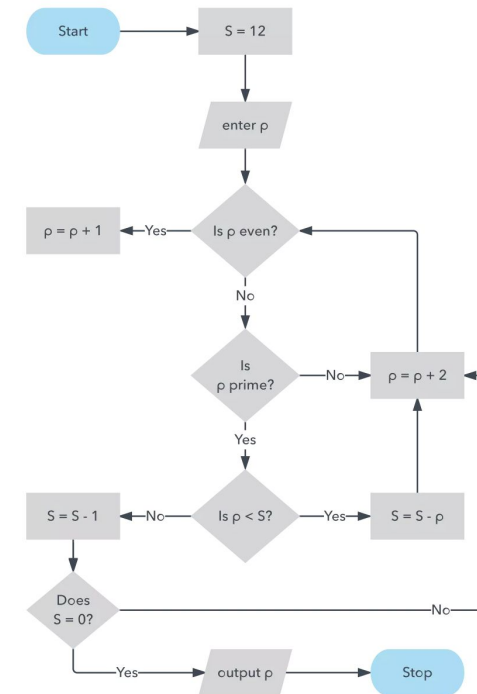 Start
S = 12
enter ρ
ρ = ρ + 1
Yes
Is ρ even?
No
Is
ρ prime?
No
ρ = ρ + 2
Yes
S = S - 1
No
Is ρ < S?
Yes
S = S - ρ
Does
S = 0?
No
Yes
output ρ
Stop